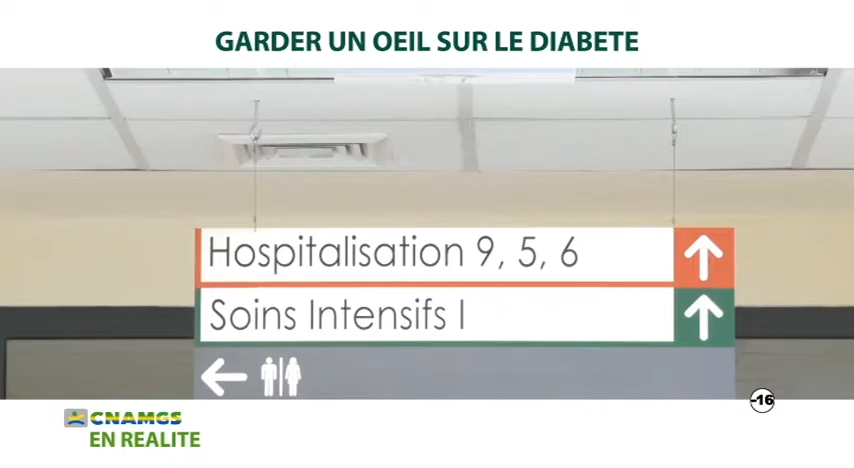 GARDER UN OEIL SUR LE DIABETE
Hospitalisation 9, 5, 6
Soins Intensifs I
CNAMGS
EN REALITE
-16